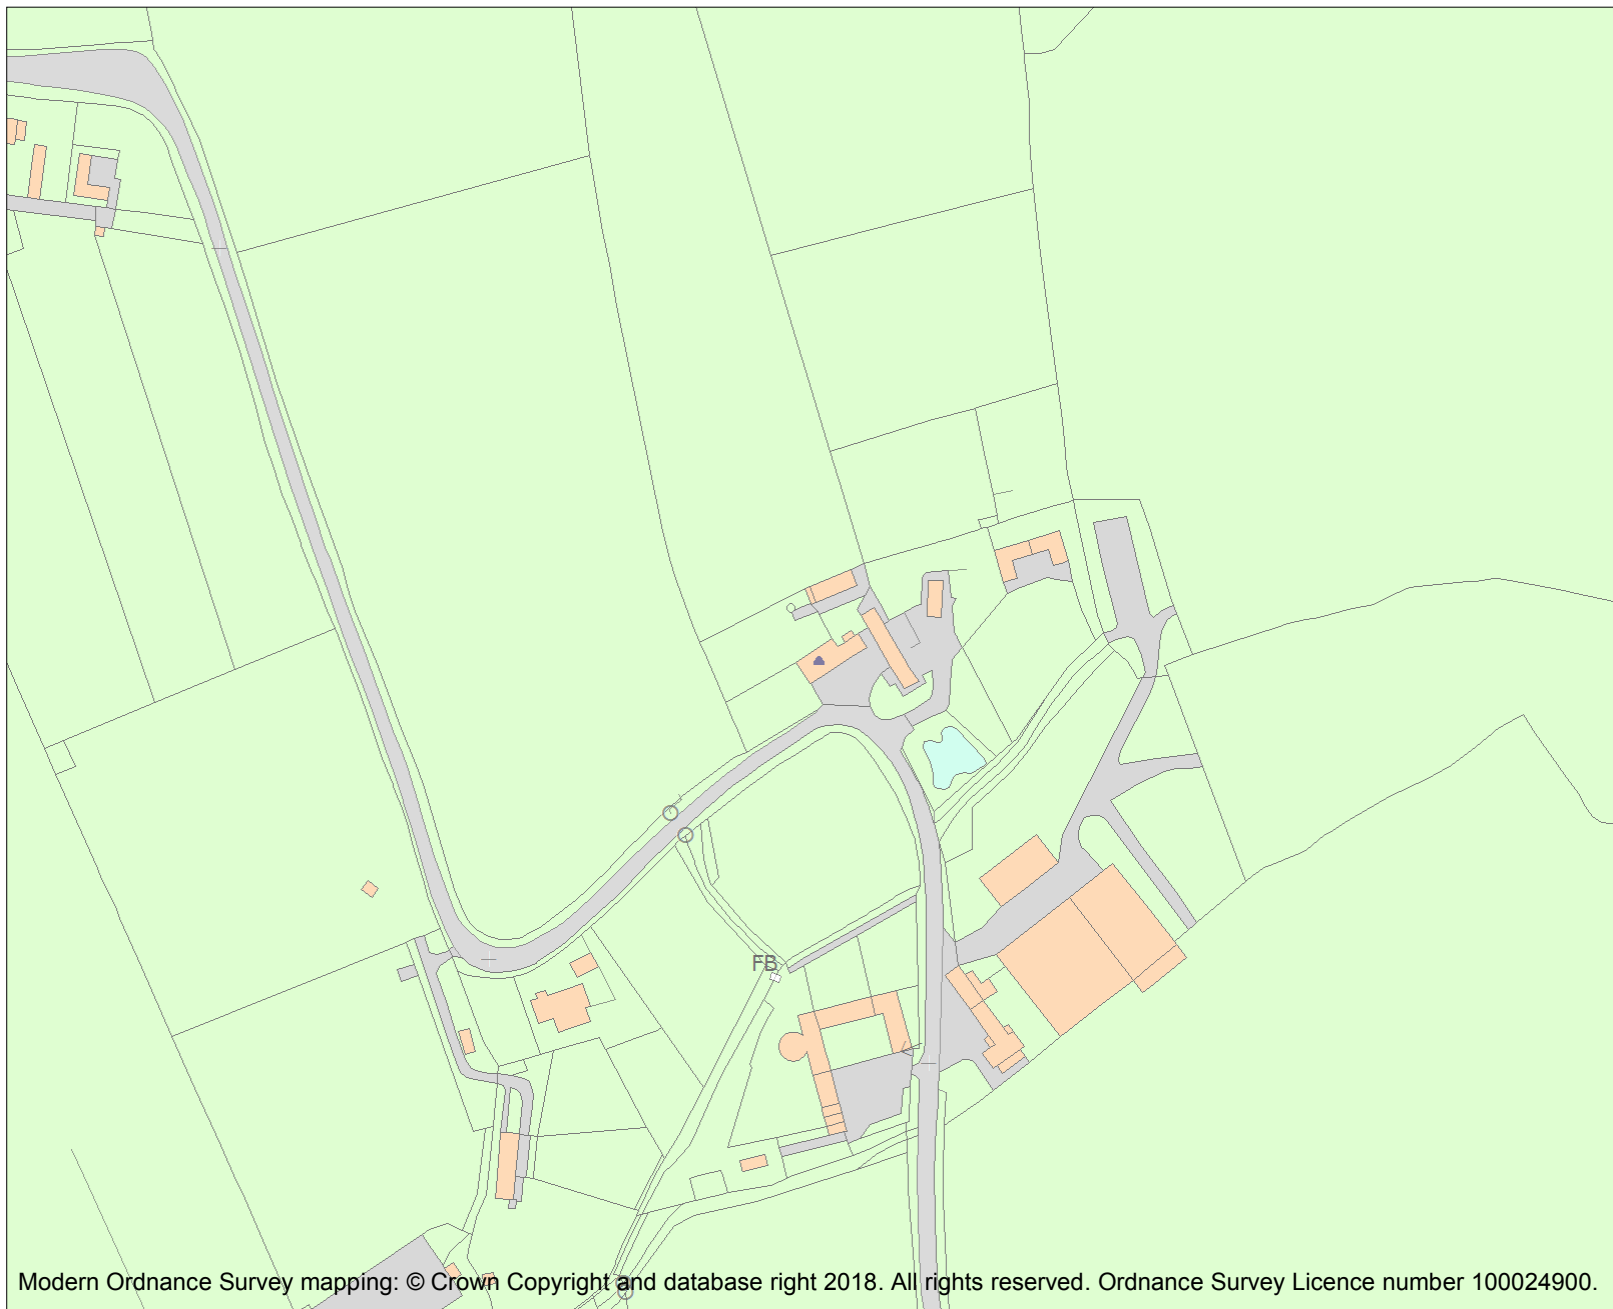 FB
Modern Ordnance Survey mapping: © Crown Copyright and database right 2018. All rights reserved. Ordnance Survey Licence number 100024900.